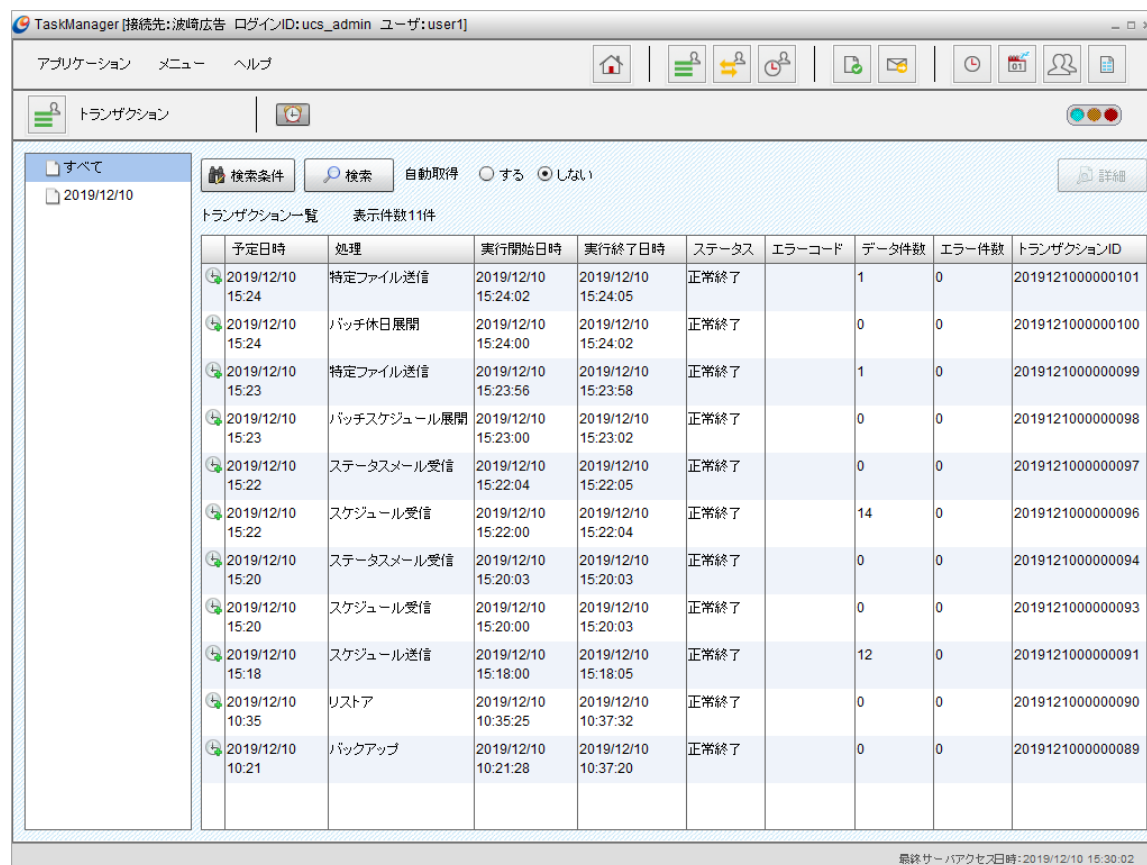 TaskManager [接続先:波﨑広告 ログインID:ucs_admin ユーザ:user1]
アプリケーション メニュー ヘルプ
01
トランザクション
すべて
2019/12/10
検索条件 検索 自動取得 する しない 詳細
トランザクション一覧 表示件数11件
予定日時 処理 実行開始日時 実行終了日時 ステータス エラーコード データ件数 エラー件数 トランザクションID
2019/12/10 特定ファイル送信 2019/12/10 2019/12/10 正常終了 1 0 2019121000000101
15:24 15:24:02 15:24:05
2019/12/10 バッチ休日展開 2019/12/10 2019/12/10 正常終了 0 0 2019121000000100
15:24 15:24:00 15:24:02
2019/12/10 特定ファイル送信 2019/12/10 2019/12/10 正常終了 1 0 2019121000000099
15:23 15:23:56 15:23:58
2019/12/10 バッチスケジュール展開 2019/12/10 2019/12/10 正常終了 0 0 2019121000000098
15:23 15:23:00 15:23:02
2019/12/10 ステータスメール受信 2019/12/10 2019/12/10 正常終了 0 0 2019121000000097
15:22 15:22:04 15:22:05
2019/12/10 スケジュール受信 2019/12/10 2019/12/10 正常終了 14 0 2019121000000096
15:22 15:22:00 15:22:04
2019/12/10 ステータスメール受信 2019/12/10 2019/12/10 正常終了 0 0 2019121000000094
15:20 15:20:03 15:20:03
2019/12/10 スケジュール受信 2019/12/10 2019/12/10 正常終了 0 0 2019121000000093
15:20 15:20:00 15:20:03
2019/12/10 スケジュール送信 2019/12/10 2019/12/10 正常終了 12 0 2019121000000091
15:18 15:18:00 15:18:05
2019/12/10 リストア 2019/12/10 2019/12/10 正常終了 0 0 2019121000000090
10:35 10:35:25 10:37:32
2019/12/10 バックアップ 2019/12/10 2019/12/10 正常終了 0 0 2019121000000089
10:21 10:21:28 10:37:20
最終サーバアクセス日時:2019/12/10 15:30:02